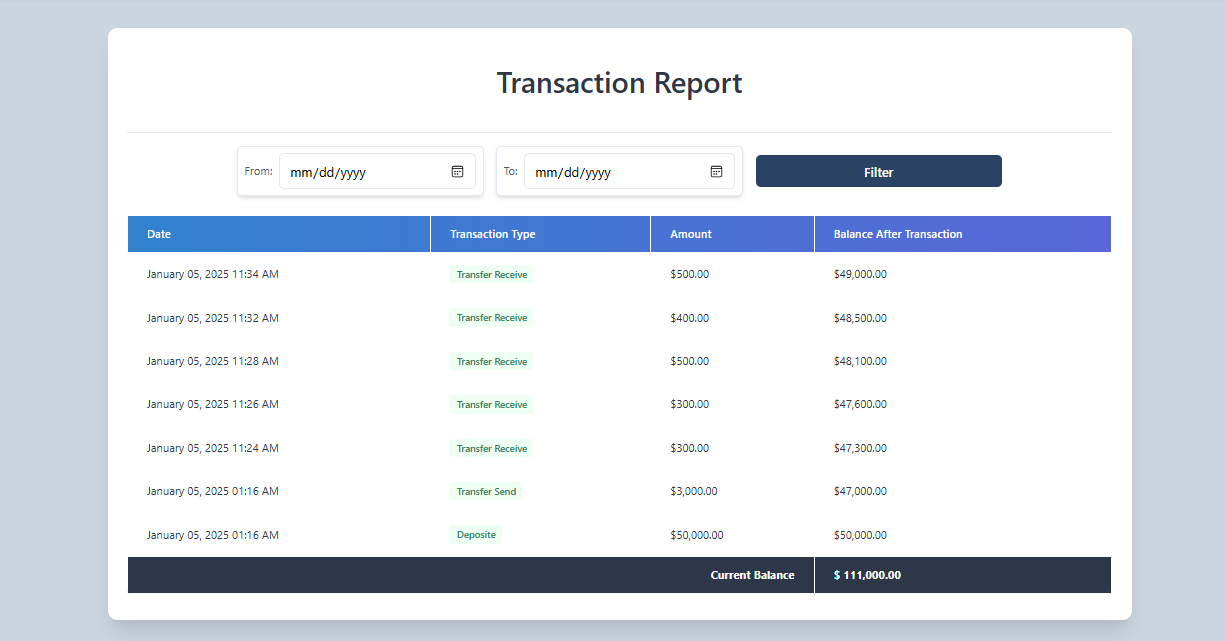 Transaction Report
From: mm/dd/yyyy To: mm/dd/yyyy Filter
Date Transaction Type Amount Balance After Transaction
January 05, 2025 11:34 AM Transfer Receive $500.00 $49,000.00
January 05, 2025 11:32 AM Transfer Receive $400.00 $48,500.00
January 05, 2025 11:28 AM Transfer Receive $500.00 $48,100.00
January 05, 2025 11:26 AM Transfer Receive $300.00 $47,600.00
January 05, 2025 11:24 AM Transfer Receive $300.00 $47,300.00
January 05, 2025 01:16 AM Transfer Send $3,000.00 $47,000.00
January 05, 2025 01:16 AM Deposite $50,000.00 $50,000.00
Current Balance $ 111,000.00